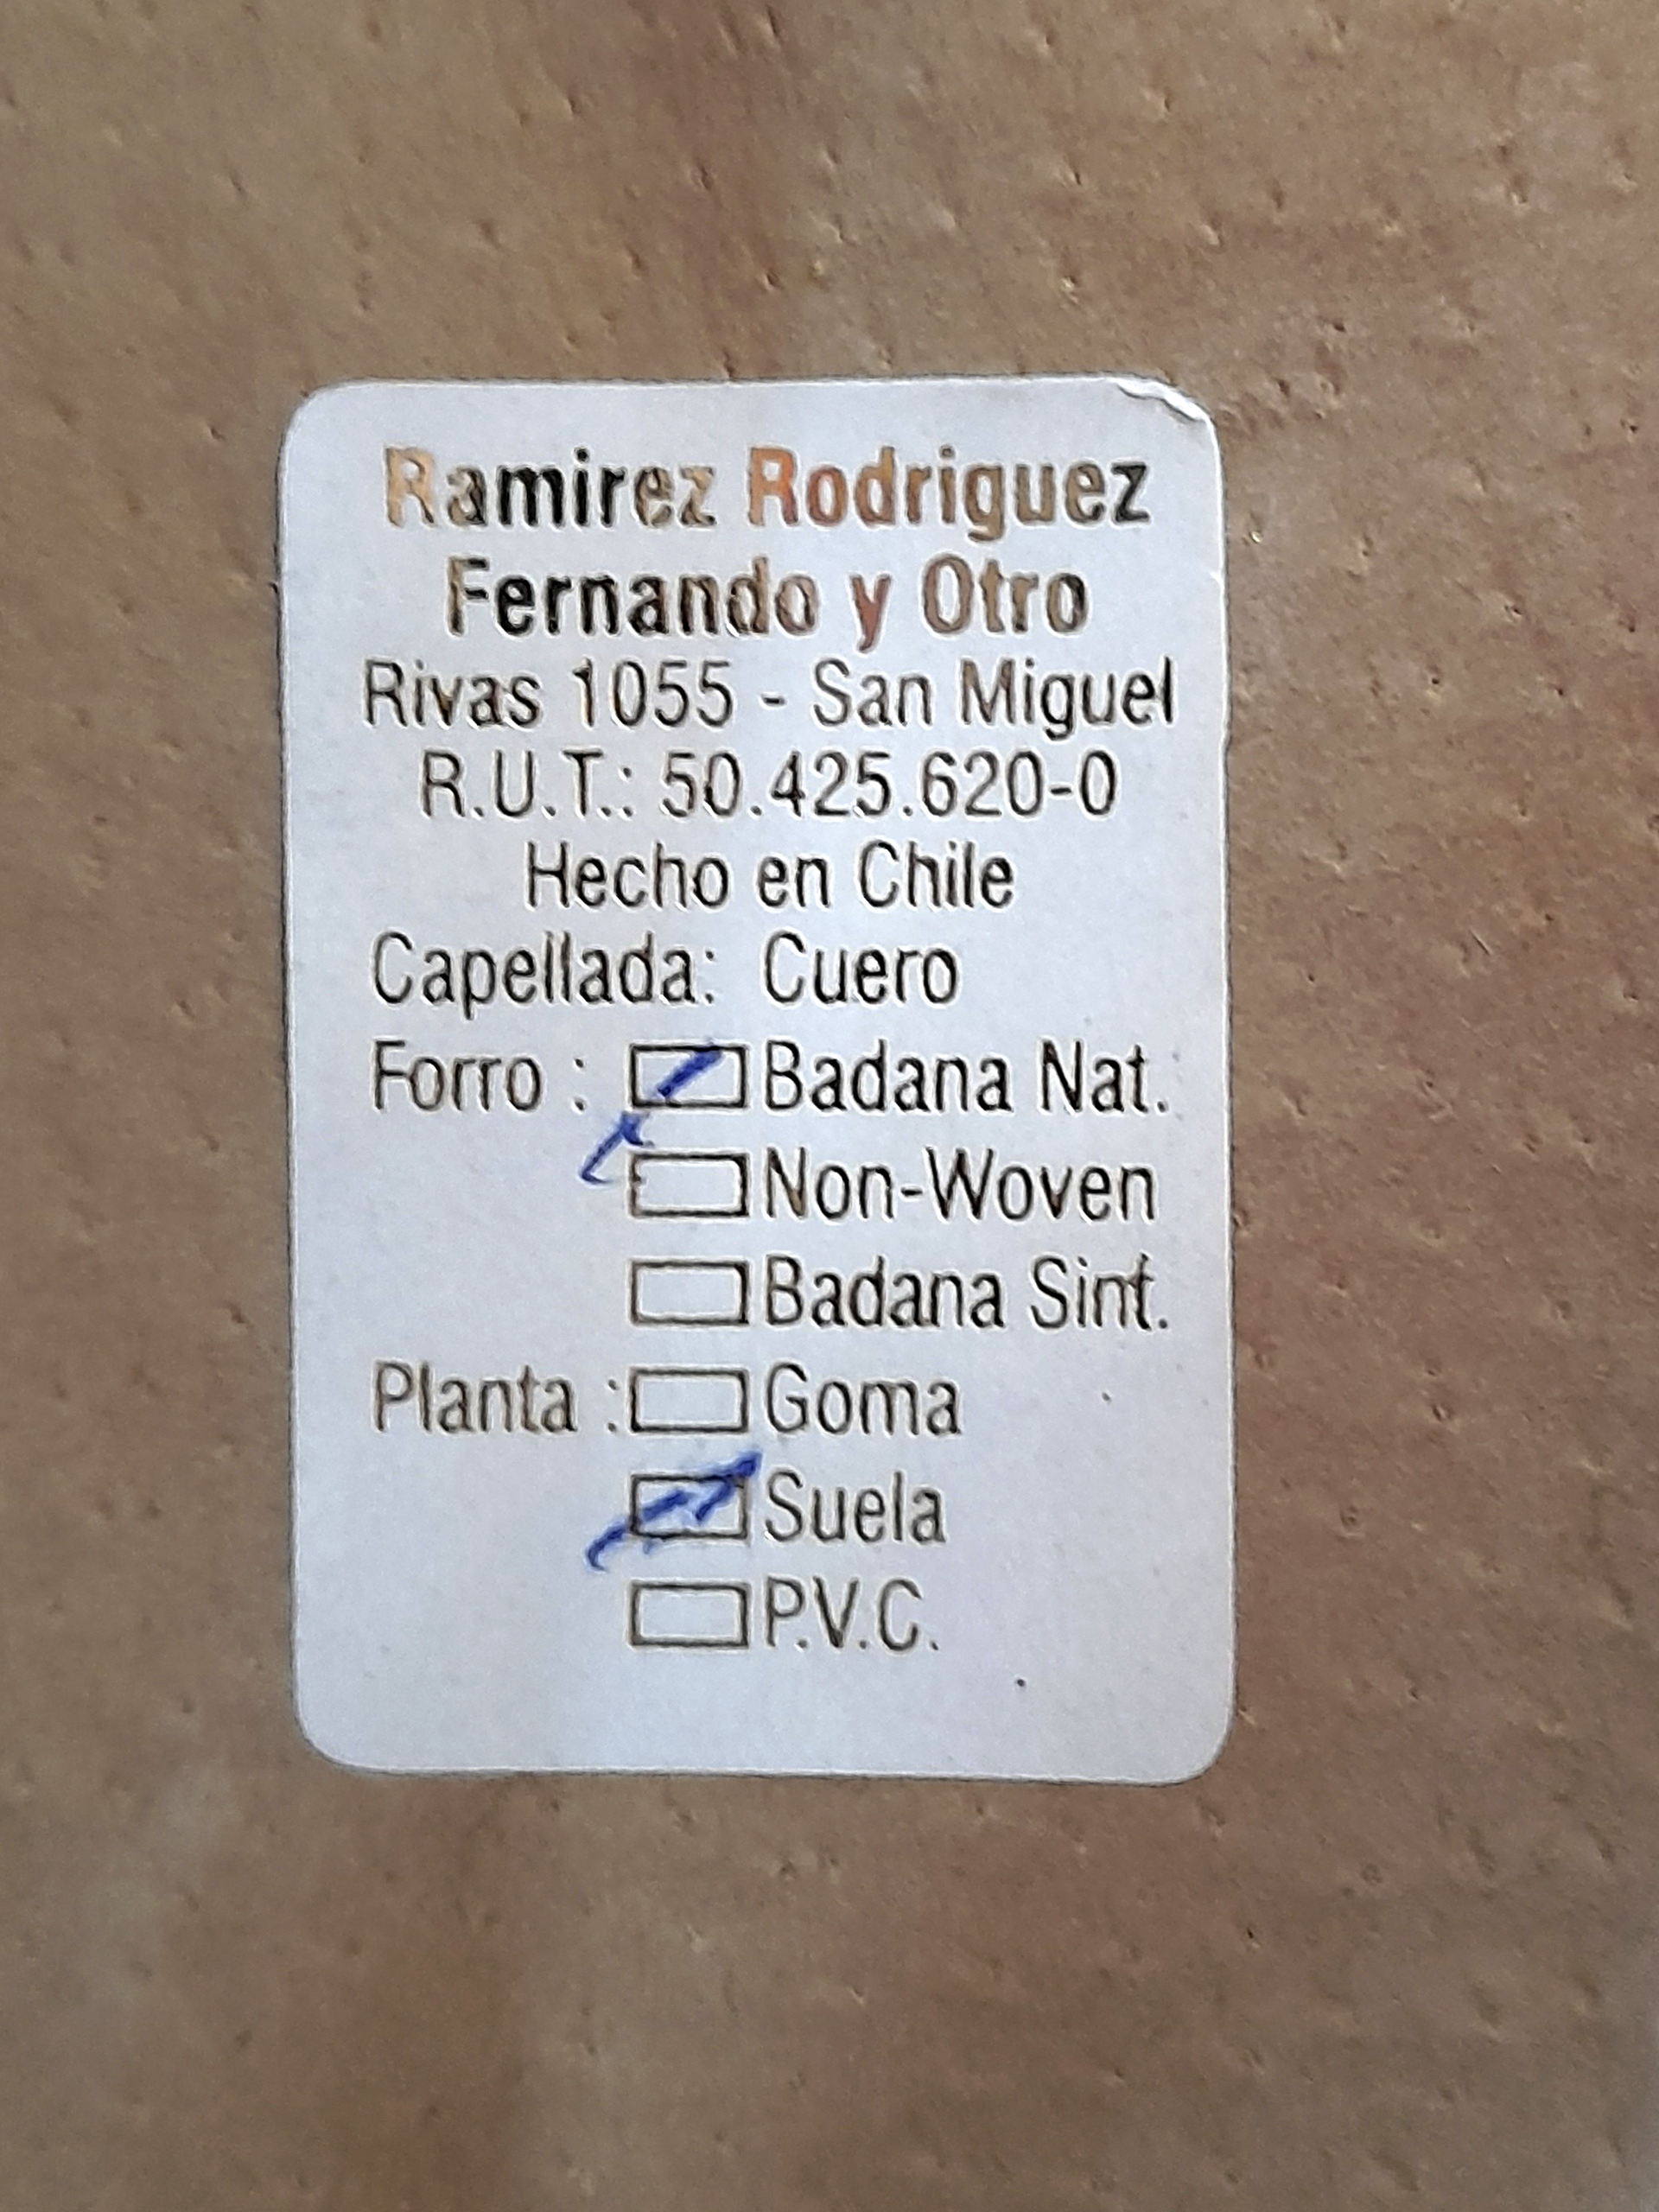 Ramirez Rodriguez
Fernando y Otro
Rivas 1055 - San Miguel
R.U.T.: 50.425.620-0
Hecho en Chile
Capellada: Cuero
Forro : Badana Nat.
Non-Woven
Badana Sint.
Planta : Goma
Suela
P.V.C.